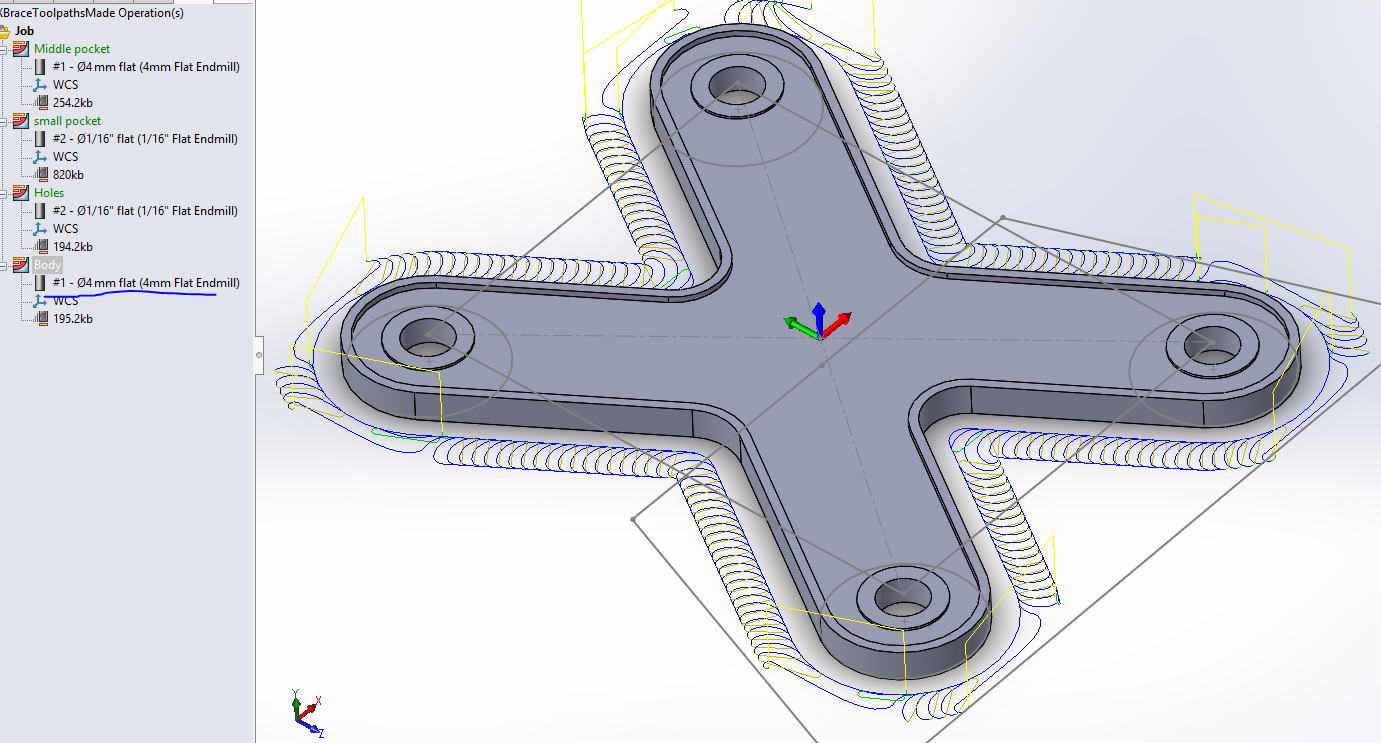 XBraceToolpathsMade Operation(s)
Job
Middle pocket
#1 - Ø4mm flat (4mm Flat Endmill)
WCS
254.2kb
small pocket
#2 - Ø1/16" flat (1/16" Flat Endmill)
WCS
820kb
Holes
#2 - Ø1/16" flat (1/16" Flat Endmill)
WCS
194.2kb
Body
#1 - Ø4mm flat (4mm Flat Endmill)
WCS
195.2kb
Y
X
Z